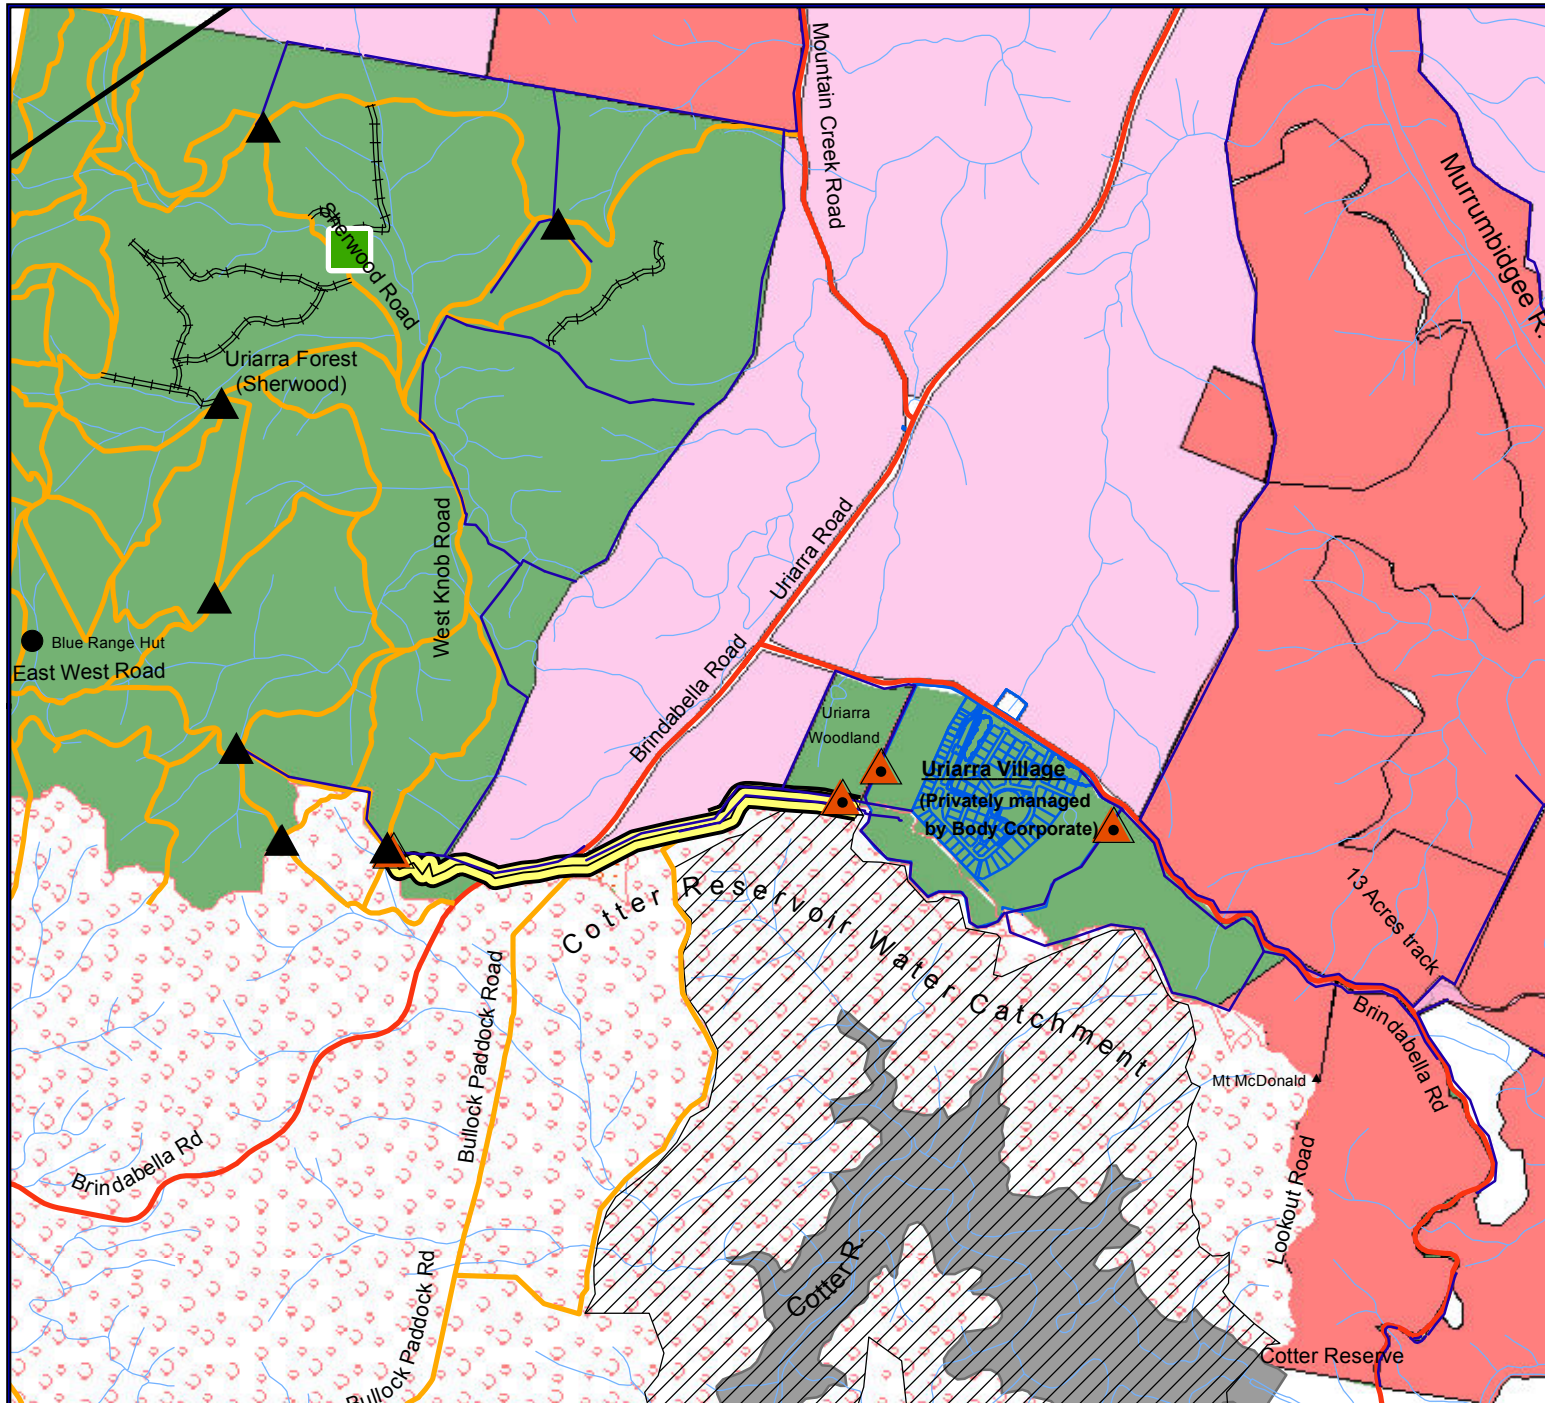 Mountain Creek Road
Murrumbidgee R.
Sherwood Road
Uriarra Forest
(Sherwood)
West Knob Road
Uriarra Road
Blue Range Hut
East West Road
Brindabella Road
Uriarra
Woodland
Uriarra Village
(Privately managed
by Body Corporate)
13 Acres track
Cotter Reservoir Water Catchment
Bullock Paddock Road
Brindabella Rd
Mt McDonald
Brindabella Rd
Lookout Road
Cotter R.
Bullock Paddock Rd
Cotter Reserve